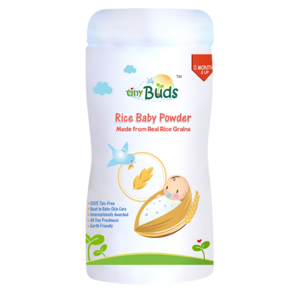 0 MONTH
& UP
tiny Buds
TM
Rice Baby Powder
Made from Real Rice Grains
• 100% Talc-Free
• Best in Baby Skin Care
• Internationally Awarded
• All Day Freshness
• Earth Friendly